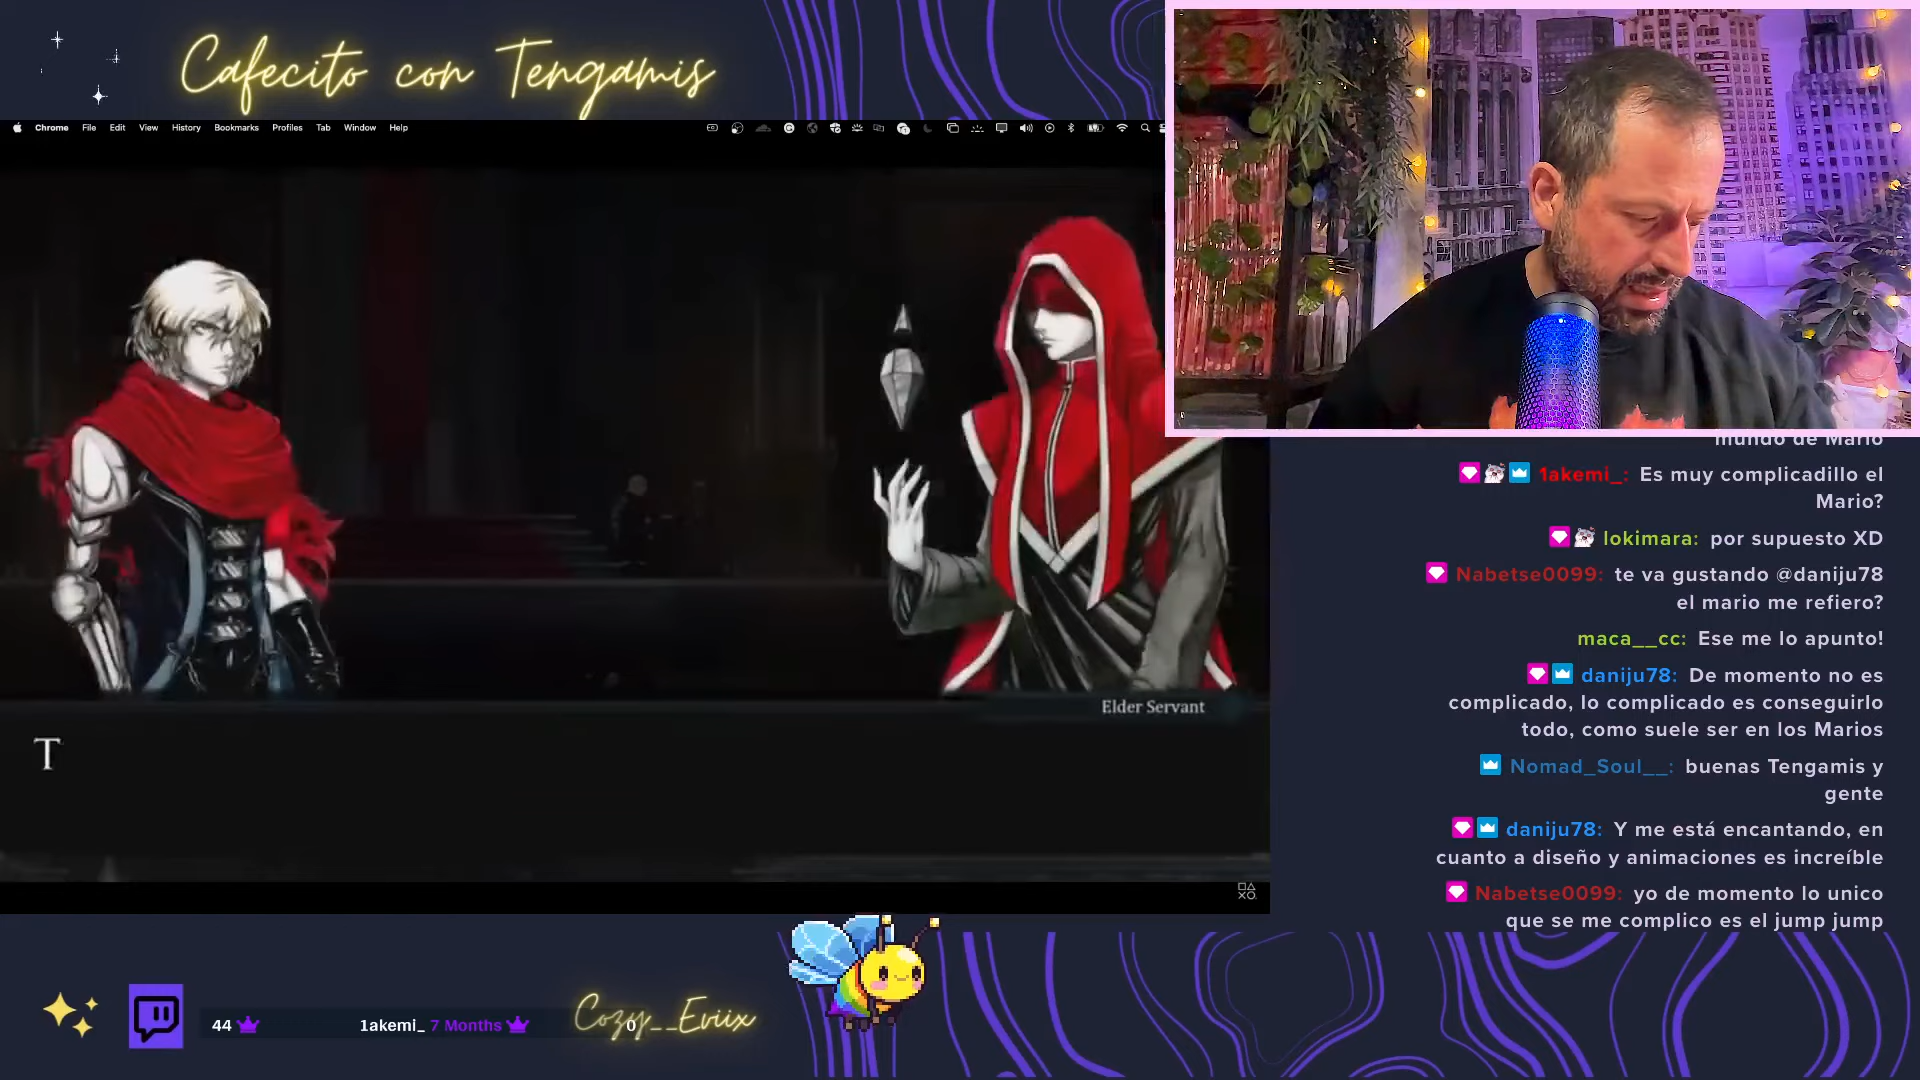 Cafecito con Tengamis
Chrome File Edit View History Bookmarks Profiles Tab Window Help
mundo de Mario
1akemi_: Es muy complicadillo el
Mario?
lokimara: por supuesto XD
Nabetse0099: te va gustando @daniju78
el mario me refiero?
maca__cc: Ese me lo apunto!
daniju78: De momento no es
complicado, lo complicado es conseguirlo
todo, como suele ser en los Marios
Nomad_Soul__: buenas Tengamis y
gente
daniju78: Y me está encantando, en
cuanto a diseño y animaciones es increíble
Nabetse0099: yo de momento lo unico
que se me complico es el jump jump
Elder Servant
T
44
1akemi_ 7 Months
Cozy__Eviix
0